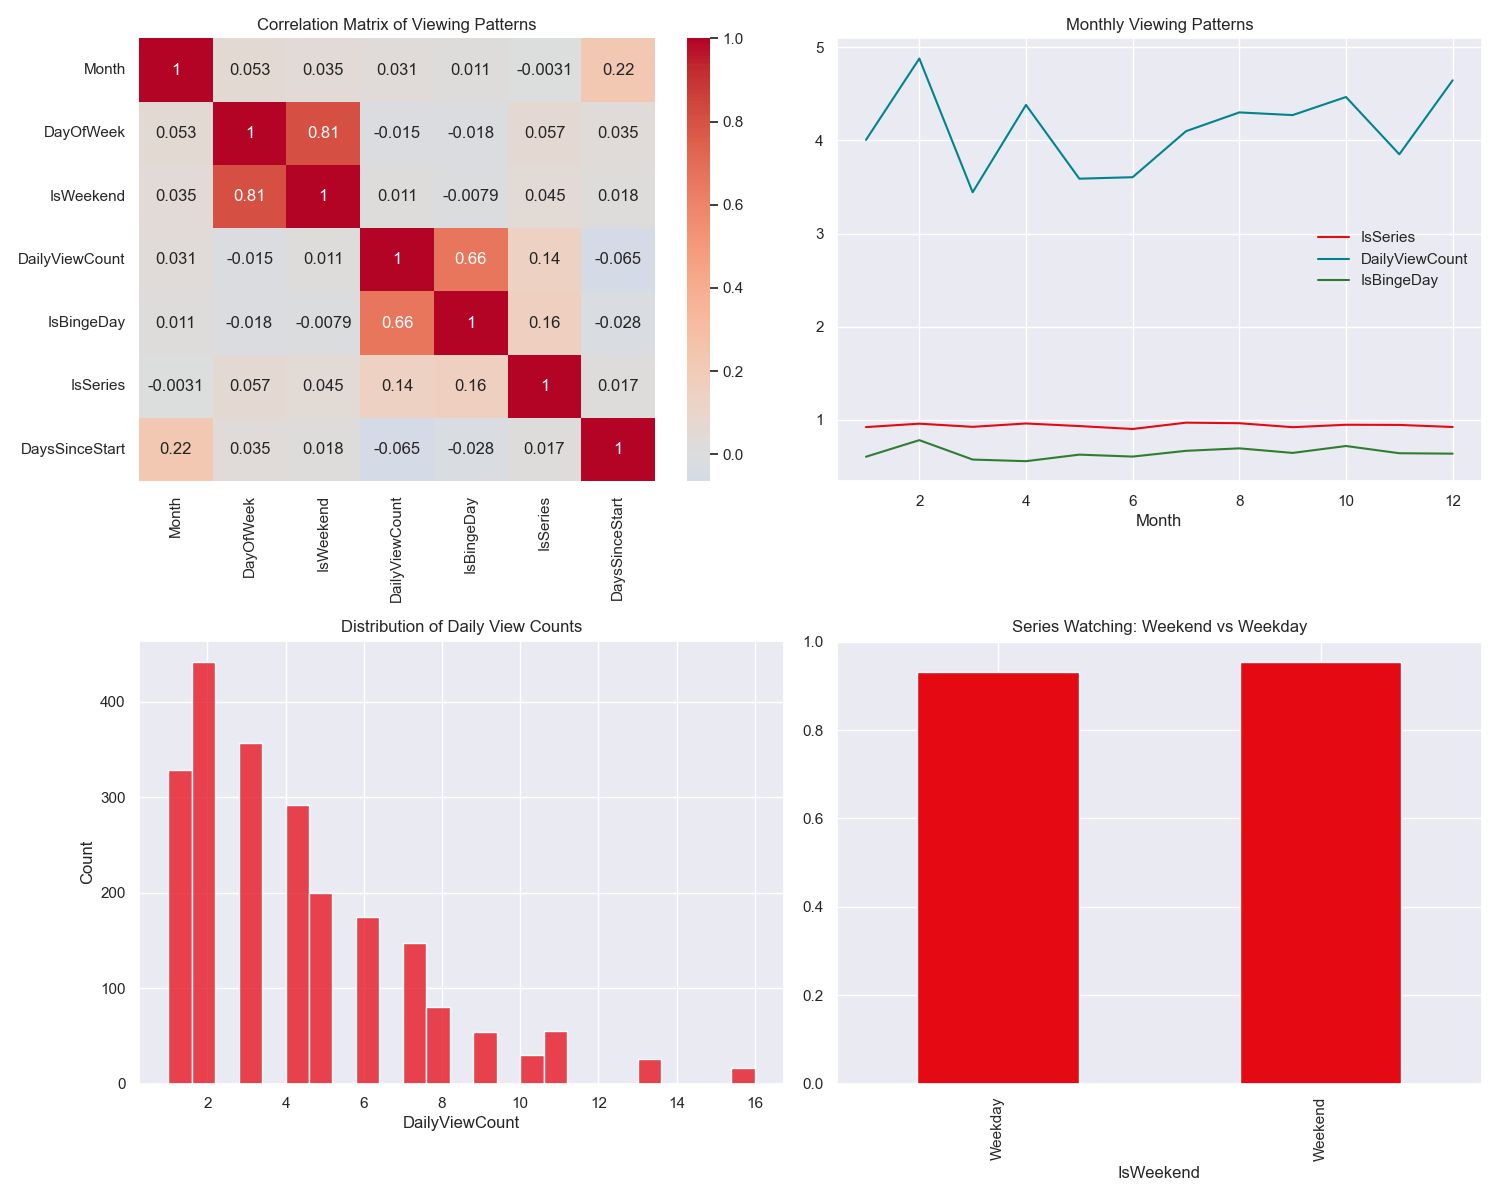 Correlation Matrix of Viewing Patterns
Month 1 0.053 0.035 0.031 0.011 -0.0031 0.22
DayOfWeek 0.053 1 0.81 -0.015 -0.018 0.057 0.035
IsWeekend 0.035 0.81 1 0.011 -0.0079 0.045 0.018
DailyViewCount 0.031 -0.015 0.011 1 0.66 0.14 -0.065
IsBingeDay 0.011 -0.018 -0.0079 0.66 1 0.16 -0.028
IsSeries -0.0031 0.057 0.045 0.14 0.16 1 0.017
DaysSinceStart 0.22 0.035 0.018 -0.065 -0.028 0.017 1
Month DayOfWeek IsWeekend DailyViewCount IsBingeDay IsSeries DaysSinceStart
1.0
0.8
0.6
0.4
0.2
0.0
Monthly Viewing Patterns
5
4
3
2
1
IsSeries
DailyViewCount
IsBingeDay
2 4 6 8 10 12
Month
Distribution of Daily View Counts
Count
400
300
200
100
0
2 4 6 8 10 12 14 16
DailyViewCount
Series Watching: Weekend vs Weekday
1.0
0.8
0.6
0.4
0.2
0.0
Weekday Weekend
IsWeekend